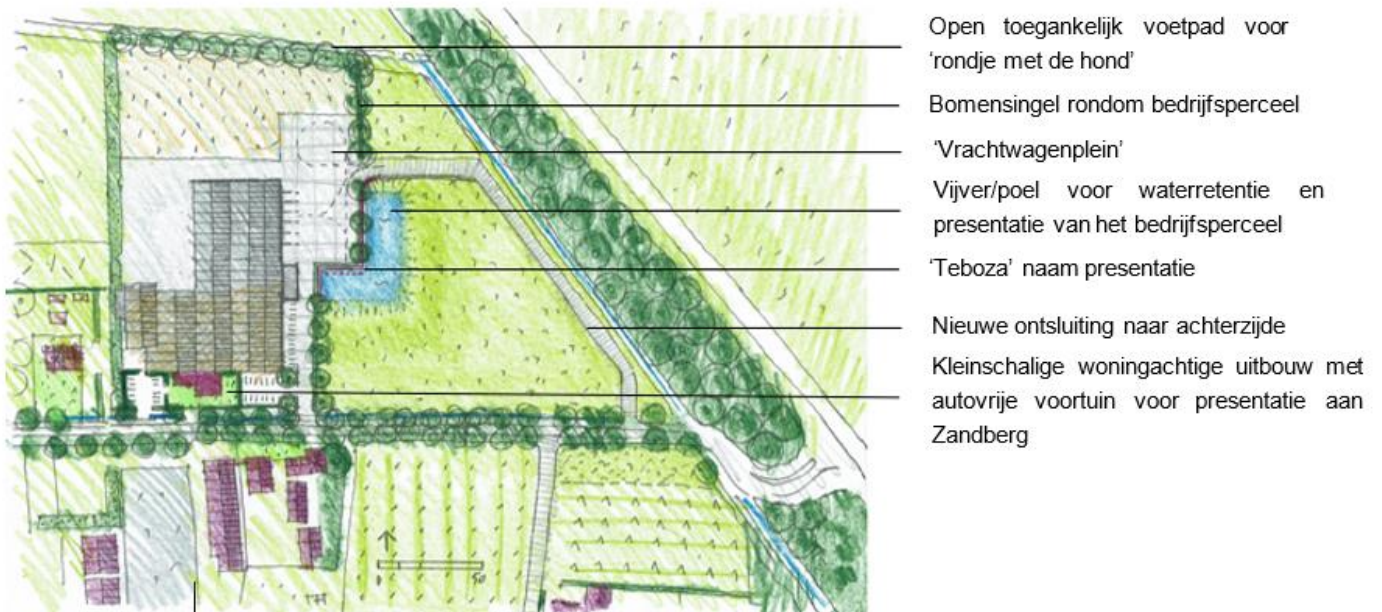 Open toegankelijk voetpad voor
‘rondje met de hond’
Bomensingel rondom bedrijfsperceel
‘Vrachtwagenplein’
Vijver/poel voor waterretentie en
presentatie van het bedrijfsperceel
‘Teboza’ naam presentatie
Nieuwe ontsluiting naar achterzijde
Kleinschalige woningachtige uitbouw met
autovrije voortuin voor presentatie aan
Zandberg
0 50